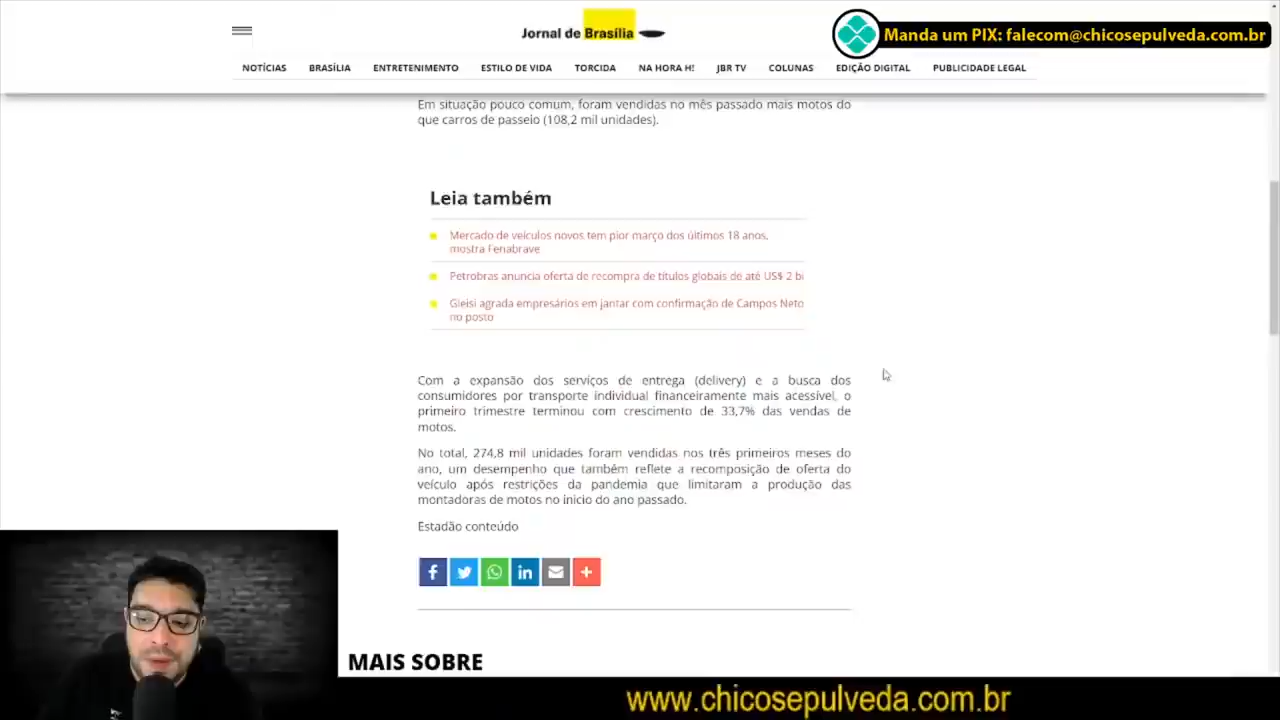 Jornal de Brasília
Manda um PIX: falecom@chicosepulveda.com.br
NOTÍCIAS BRASÍLIA ENTRETENIMENTO ESTILO DE VIDA TORCIDA NA HORA H! JBR TV COLUNAS EDIÇÃO DIGITAL PUBLICIDADE LEGAL
Em situação pouco comum, foram vendidas no mês passado mais motos do
que carros de passeio (108,2 mil unidades).
Leia também
Mercado de veículos novos tem pior março dos últimos 18 anos,
mostra Fenabrave
Petrobras anuncia oferta de recompra de títulos globais de até US$ 2 bi
Gleisi agrada empresários em jantar com confirmação de Campos Neto
no posto
Com a expansão dos serviços de entrega (delivery) e a busca dos
consumidores por transporte individual financeiramente mais acessível, o
primeiro trimestre terminou com crescimento de 33,7% das vendas de
motos.
No total, 274,8 mil unidades foram vendidas nos três primeiros meses do
ano, um desempenho que também reflete a recomposição de oferta do
veículo após restrições da pandemia que limitaram a produção das
montadoras de motos no início do ano passado.
Estadão conteúdo
MAIS SOBRE
www.chicosepulveda.com.br